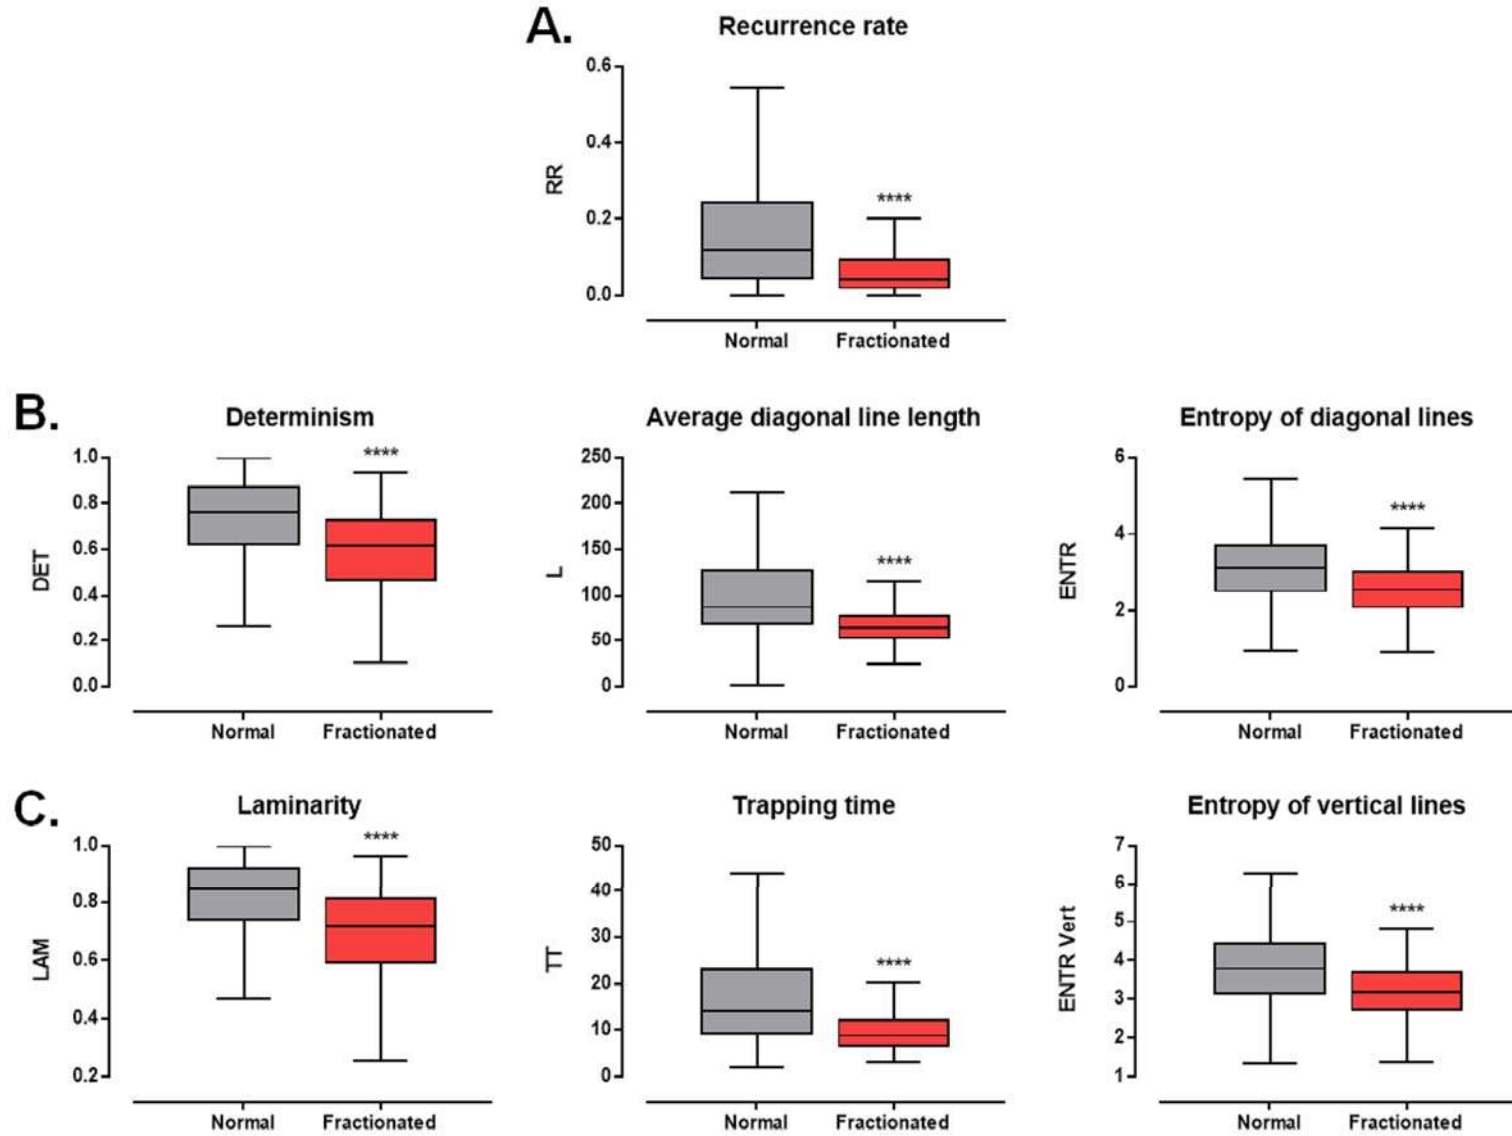 A.
Recurrence rate
0.6
0.4
0.2
0.0
RR
****
Normal Fractionated
B.
Determinism
1.0
0.8
0.6
0.4
0.2
0.0
DET
****
Normal Fractionated
Average diagonal line length
250
200
150
100
50
0
L
****
Normal Fractionated
Entropy of diagonal lines
6
4
2
0
ENTR
****
Normal Fractionated
C.
Laminarity
1.0
0.8
0.6
0.4
0.2
LAM
****
Normal Fractionated
Trapping time
50
40
30
20
10
0
TT
****
Normal Fractionated
Entropy of vertical lines
7
6
5
4
3
2
1
ENTR Vert
****
Normal Fractionated